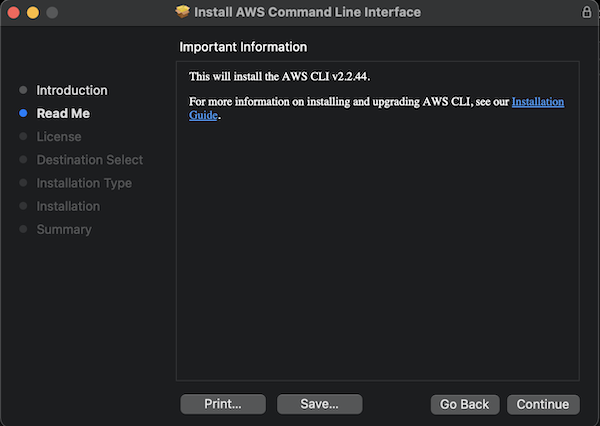 Install AWS Command Line Interface
Important Information
Introduction
Read Me
License
Destination Select
Installation Type
Installation
Summary
This will install the AWS CLI v2.2.44.
For more information on installing and upgrading AWS CLI, see our Installation
Guide.
Print...
Save...
Go Back
Continue